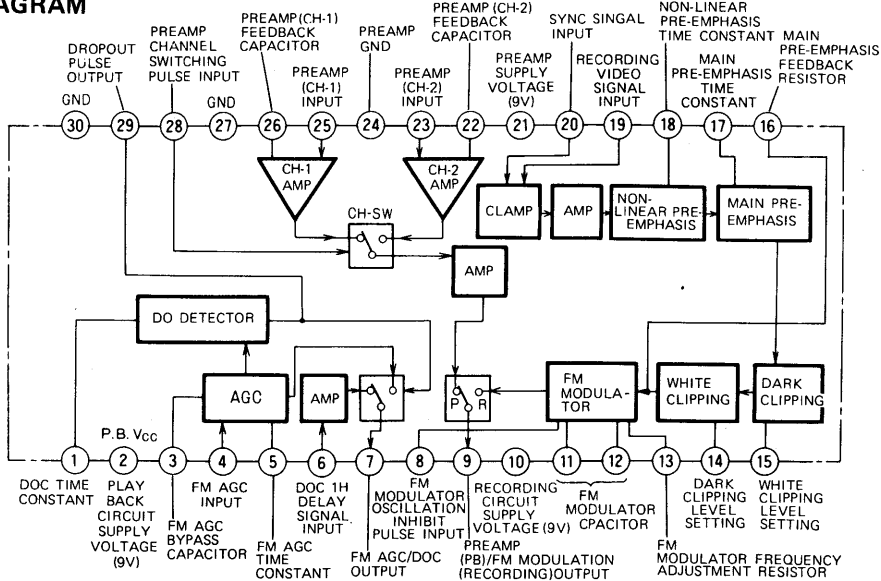 AGRAM
DROPOUT
PULSE
OUTPUT
PREAMP
CHANNEL
SWITCHING
PULSE INPUT
PREAMP(CH-1)
FEEDBACK
CAPACITOR
PREAMP
(CH-1)
INPUT
PREAMP
GND
PREAMP
(CH-2)
INPUT
PREAMP (CH-2)
FEEDBACK
CAPACITOR
PREAMP
SUPPLY
VOLTAGE
(9V)
SYNC SINGAL
INPUT
RECORDING
VIDEO
SIGNAL
INPUT
NON-LINEAR
PRE-EMPHASIS
TIME CONSTANT
MAIN
PRE-EMPHASIS
TIME
CONSTANT
MAIN
PRE-EMPHASIS
FEEDBACK
RESISTOR
GND
GND
30 29 28 27 26 25 24 23 22 21 20 19 18 17 16
CH-1
AMP
CH-2
AMP
CLAMP
AMP
NON-
LINEAR PRE-
EMPHASIS
MAIN PRE-
EMPHASIS
CH-SW
AMP
DO DETECTOR
AGC
AMP
P R
FM
MODULA-
TOR
WHITE
CLIPPING
DARK
CLIPPING
P.B. VCC
1 2 3 4 5 6 7 8 9 10 11 12 13 14 15
DOC TIME
CONSTANT
PLAY
BACK
CIRCUIT
SUPPLY
VOLTAGE
(9V)
FM AGC
BYPASS
CAPACITOR
FM AGC
INPUT
FM AGC
TIME
CONSTANT
DOC 1H
DELAY
SIGNAL
INPUT
FM AGC/DOC
OUTPUT
FM
MODULATOR
OSCILLATION
INHIBIT
PULSE INPUT
PREAMP
(PB)/FM MODULATION
(RECORDING)OUTPUT
RECORDING
CIRCUIT
SUPPLY
VOLTAGE (9V)
FM
MODULATOR
CPACITOR
FM
MODULATOR FREQUENCY
ADJUSTMENT RESISTOR
DARK
CLIPPING
LEVEL
SETTING
WHITE
CLIPPING
LEVEL
SETTING